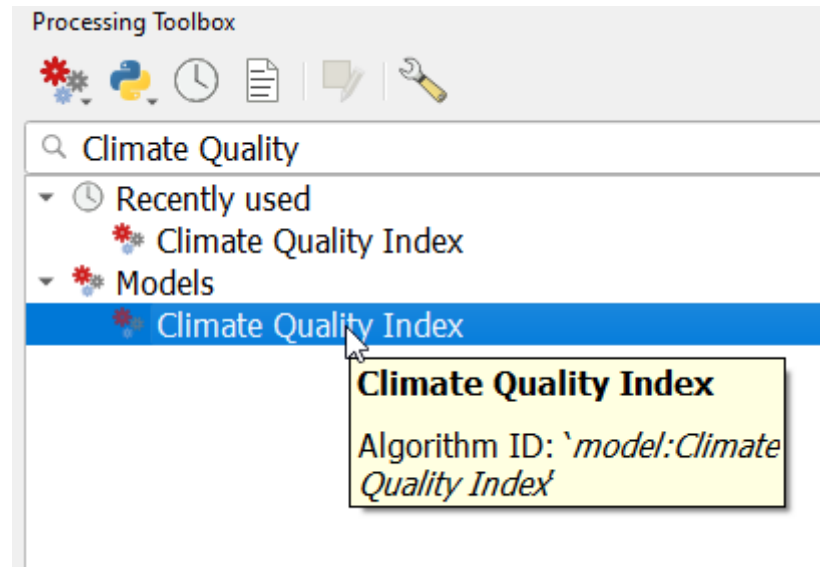 Processing Toolbox
Climate Quality
Recently used
Climate Quality Index
Models
Climate Quality Index
Climate Quality Index
Algorithm ID: `model:Climate
Quality Index'